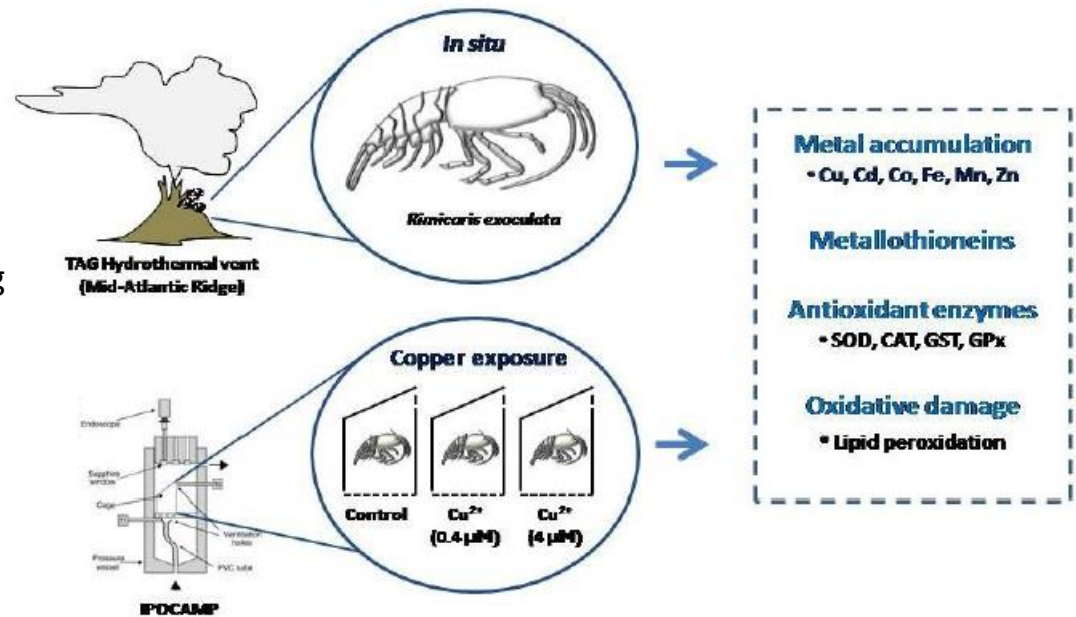 In situ
Rimicaris exoculata
TAG Hydrothermal vent
(Mid-Atlantic Ridge)
g
Copper exposure
Control
Cu²⁺
(0.4 µM)
Cu²⁺
(4 µM)
Endoscope
Sapphire
window
Cage
Ventilation
holes
Pressure
vessel
PVC tube
IPOCAMP
Metal accumulation
• Cu, Cd, Co, Fe, Mn, Zn
Metallothioneins
Antioxidant enzymes
• SOD, CAT, GST, GPx
Oxidative damage
• Lipid peroxidation